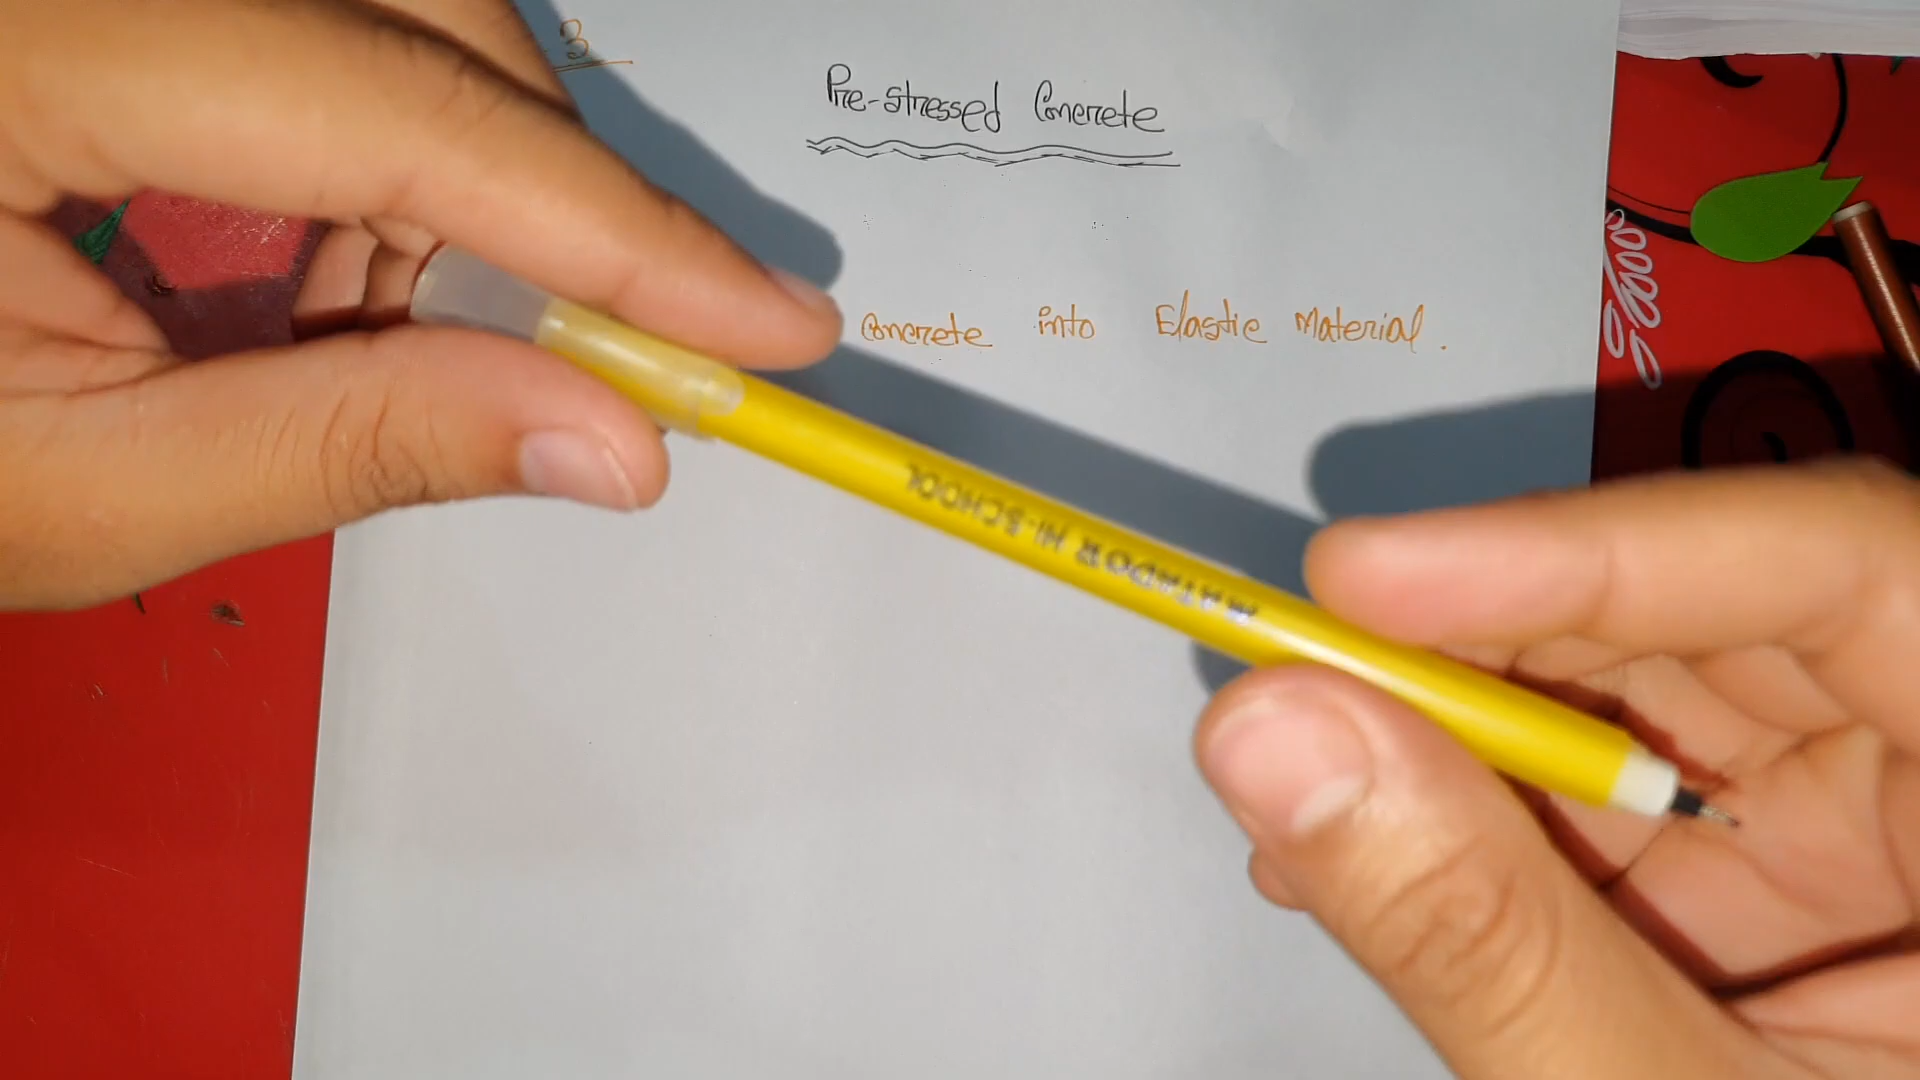 3
Pre-stressed Concrete
Concrete into Elastic Material.
MATADOR HI-SCHOOL